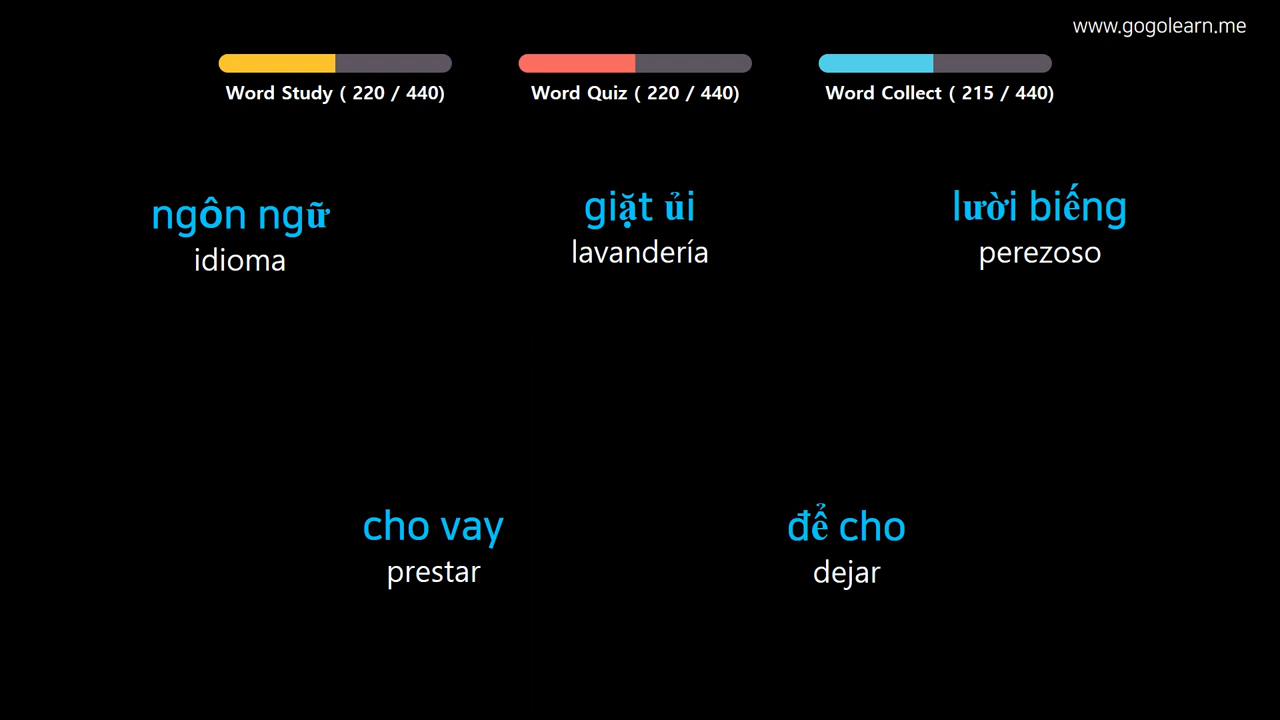 www.gogolearn.me
Word Study ( 220 / 440)
Word Quiz ( 220 / 440)
Word Collect ( 215 / 440)
ngôn ngữ
idioma
giặt ủi
lavandería
lười biếng
perezoso
cho vay
prestar
để cho
dejar